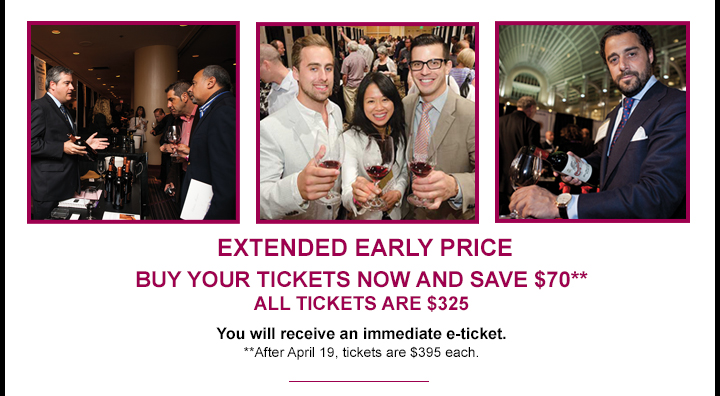 EXTENDED EARLY PRICE
BUY YOUR TICKETS NOW AND SAVE $70**
ALL TICKETS ARE $325
You will receive an immediate e-ticket.
**After April 19, tickets are $395 each.